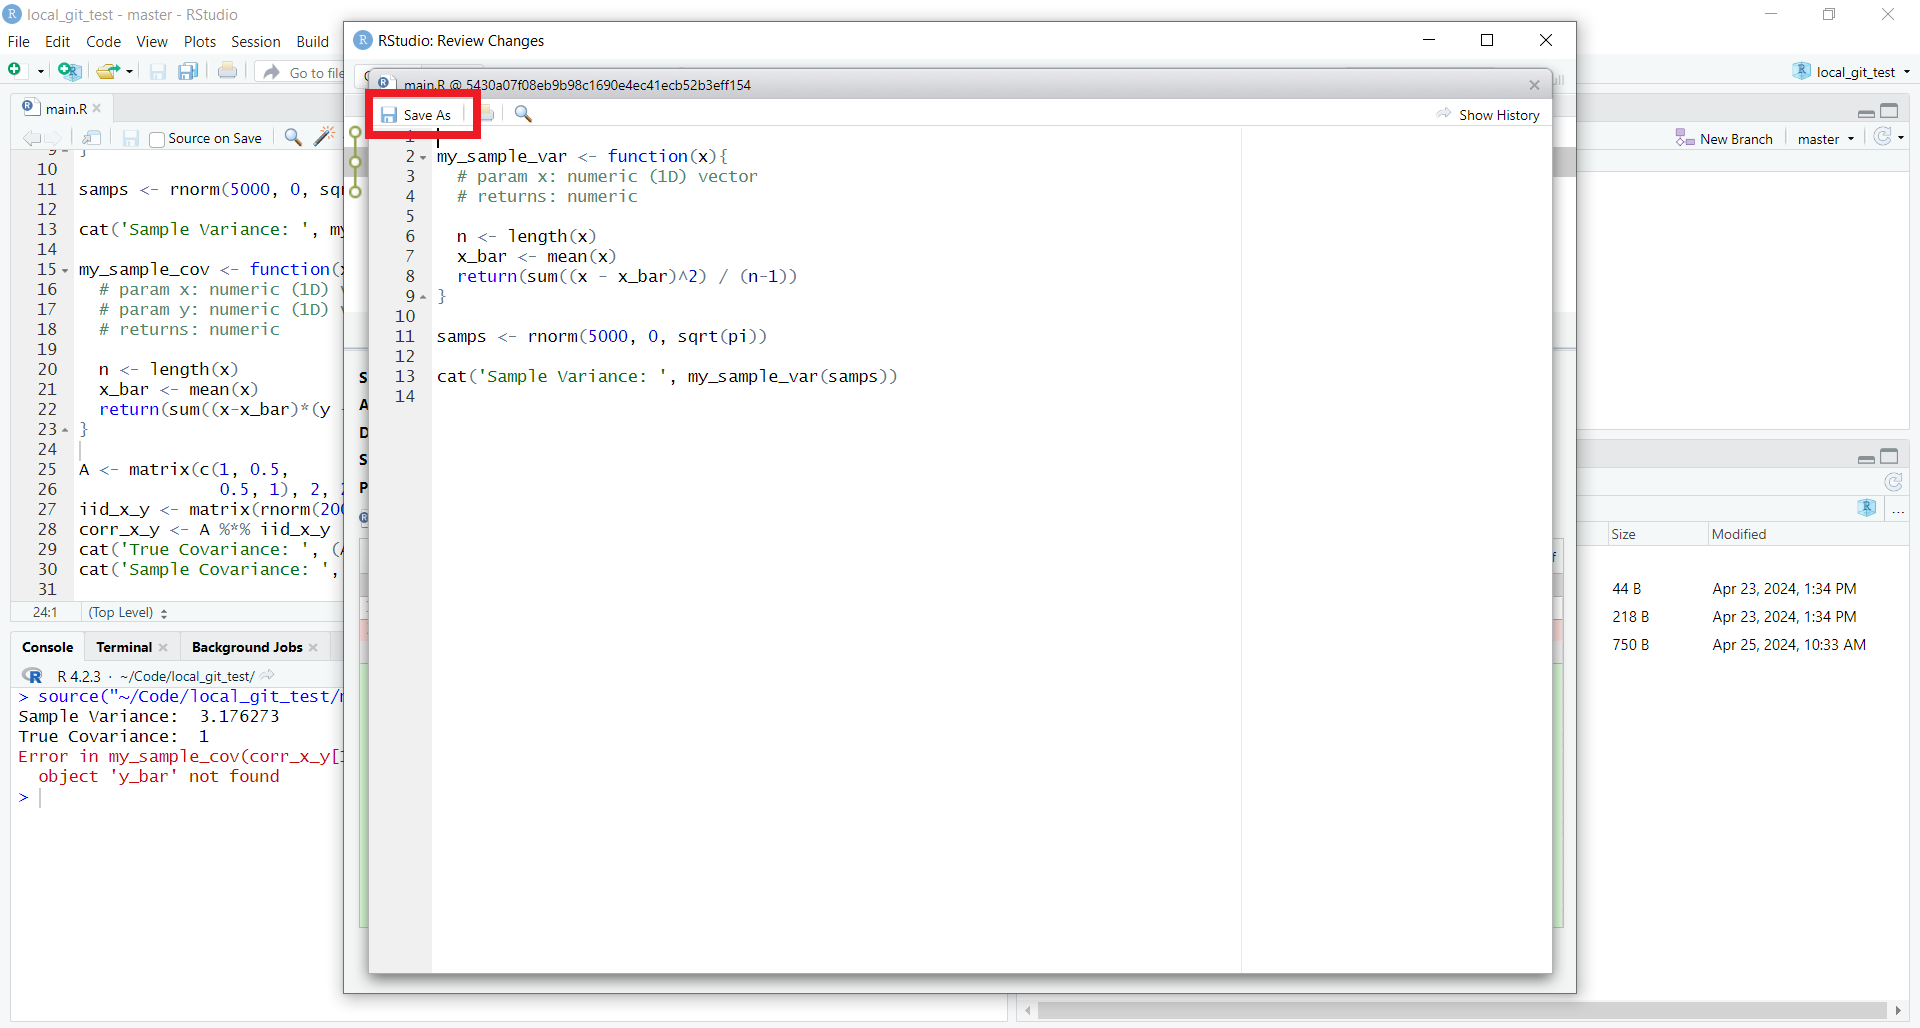 local_git_test - master - RStudio
File Edit Code View Plots Session Build
Go to file
local_git_test
main.R
Source on Save
10
11 samps <- rnorm(5000, 0, sq
12
13 cat('Sample Variance: ', my
14
15 my_sample_cov <- function(
16 # param x: numeric (1D)
17 # param y: numeric (1D)
18 # returns: numeric
19
20 n <- length(x)
21 x_bar <- mean(x)
22 return(sum((x-x_bar)*(y
23 }
24
25 A <- matrix(c(1, 0.5,
26 0.5, 1), 2,
27 iid_x_y <- matrix(rnorm(200
28 corr_x_y <- A %*% iid_x_y
29 cat('True Covariance: ', (
30 cat('Sample Covariance: ',
31
24:1 (Top Level)
Console Terminal Background Jobs
R 4.2.3 · ~/Code/local_git_test/
> source("~/Code/local_git_test/
Sample Variance: 3.176273
True Covariance: 1
Error in my_sample_cov(corr_x_y[
object 'y_bar' not found
>
RStudio: Review Changes
main.R @ 5430a07f08eb9b98c1690e4ec41ecb52b3eff154
Save As
Show History
1
2 my_sample_var <- function(x){
3 # param x: numeric (1D) vector
4 # returns: numeric
5
6 n <- length(x)
7 x_bar <- mean(x)
8 return(sum((x - x_bar)^2) / (n-1))
9 }
10
11 samps <- rnorm(5000, 0, sqrt(pi))
12
13 cat('Sample Variance: ', my_sample_var(samps))
14
S
A
D
S
P
New Branch master
...
Size Modified
44 B Apr 23, 2024, 1:34 PM
218 B Apr 23, 2024, 1:34 PM
750 B Apr 25, 2024, 10:33 AM